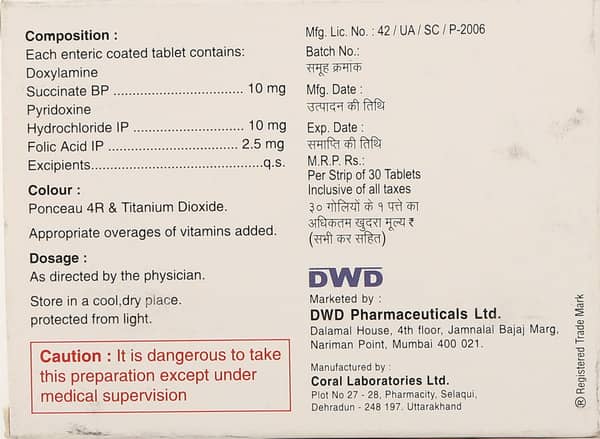 Composition :
Each enteric coated tablet contains:
Doxylamine
Succinate BP ................................. 10 mg
Pyridoxine
Hydrochloride IP ............................ 10 mg
Folic Acid IP .................................. 2.5 mg
Excipients............................................q.s.
Colour :
Ponceau 4R & Titanium Dioxide.
Appropriate overages of vitamins added.
Dosage :
As directed by the physician.
Store in a cool,dry place.
protected from light.
Caution : It is dangerous to take
this preparation except under
medical supervision
Mfg. Lic. No. : 42 / UA / SC / P-2006
Batch No.:
समूह क्रमांक
Mfg. Date :
उत्पादन की तिथि
Exp. Date :
समाप्ति की तिथि
M.R.P. Rs.:
Per Strip of 30 Tablets
Inclusive of all taxes
३० गोलियों के १ पत्ते का
अधिकतम खुदरा मूल्य ₹
(सभी कर सहित)
DWD
Marketed by :
DWD Pharmaceuticals Ltd.
Dalamal House, 4th floor, Jamnalal Bajaj Marg,
Nariman Point, Mumbai 400 021.
Manufactured by :
Coral Laboratories Ltd.
Plot No 27 - 28, Pharmacity, Selaqui,
Dehradun - 248 197. Uttarakhand
® Registered Trade Mark